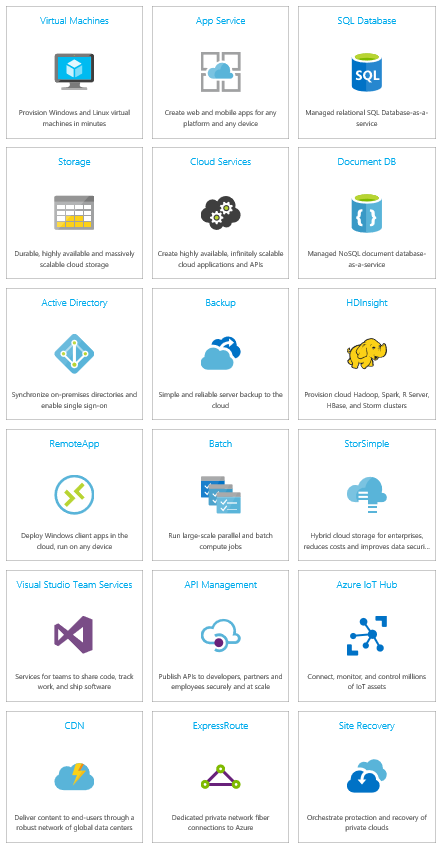 Virtual Machines
Provision Windows and Linux virtual
machines in minutes
App Service
Create web and mobile apps for any
platform and any device
SQL Database
SQL
Managed relational SQL Database-as-a-
service
Storage
Durable, highly available and massively
scalable cloud storage
Cloud Services
Create highly available, infinitely scalable
cloud applications and APIs
Document DB
{ }
Managed NoSQL document database-
as-a-service
Active Directory
Synchronize on-premises directories and
enable single sign-on
Backup
Simple and reliable server backup to the
cloud
HDInsight
Provision cloud Hadoop, Spark, R Server,
HBase, and Storm clusters
RemoteApp
Deploy Windows client apps in the
cloud, run on any device
Batch
Run large-scale parallel and batch
compute jobs
StorSimple
Hybrid cloud storage for enterprises,
reduces costs and improves data securi...
Visual Studio Team Services
Services for teams to share code, track
work, and ship software
API Management
Publish APIs to developers, partners and
employees securely and at scale
Azure IoT Hub
Connect, monitor, and control millions
of IoT assets
CDN
Deliver content to end-users through a
robust network of global data centers
ExpressRoute
Dedicated private network fiber
connections to Azure
Site Recovery
Orchestrate protection and recovery of
private clouds